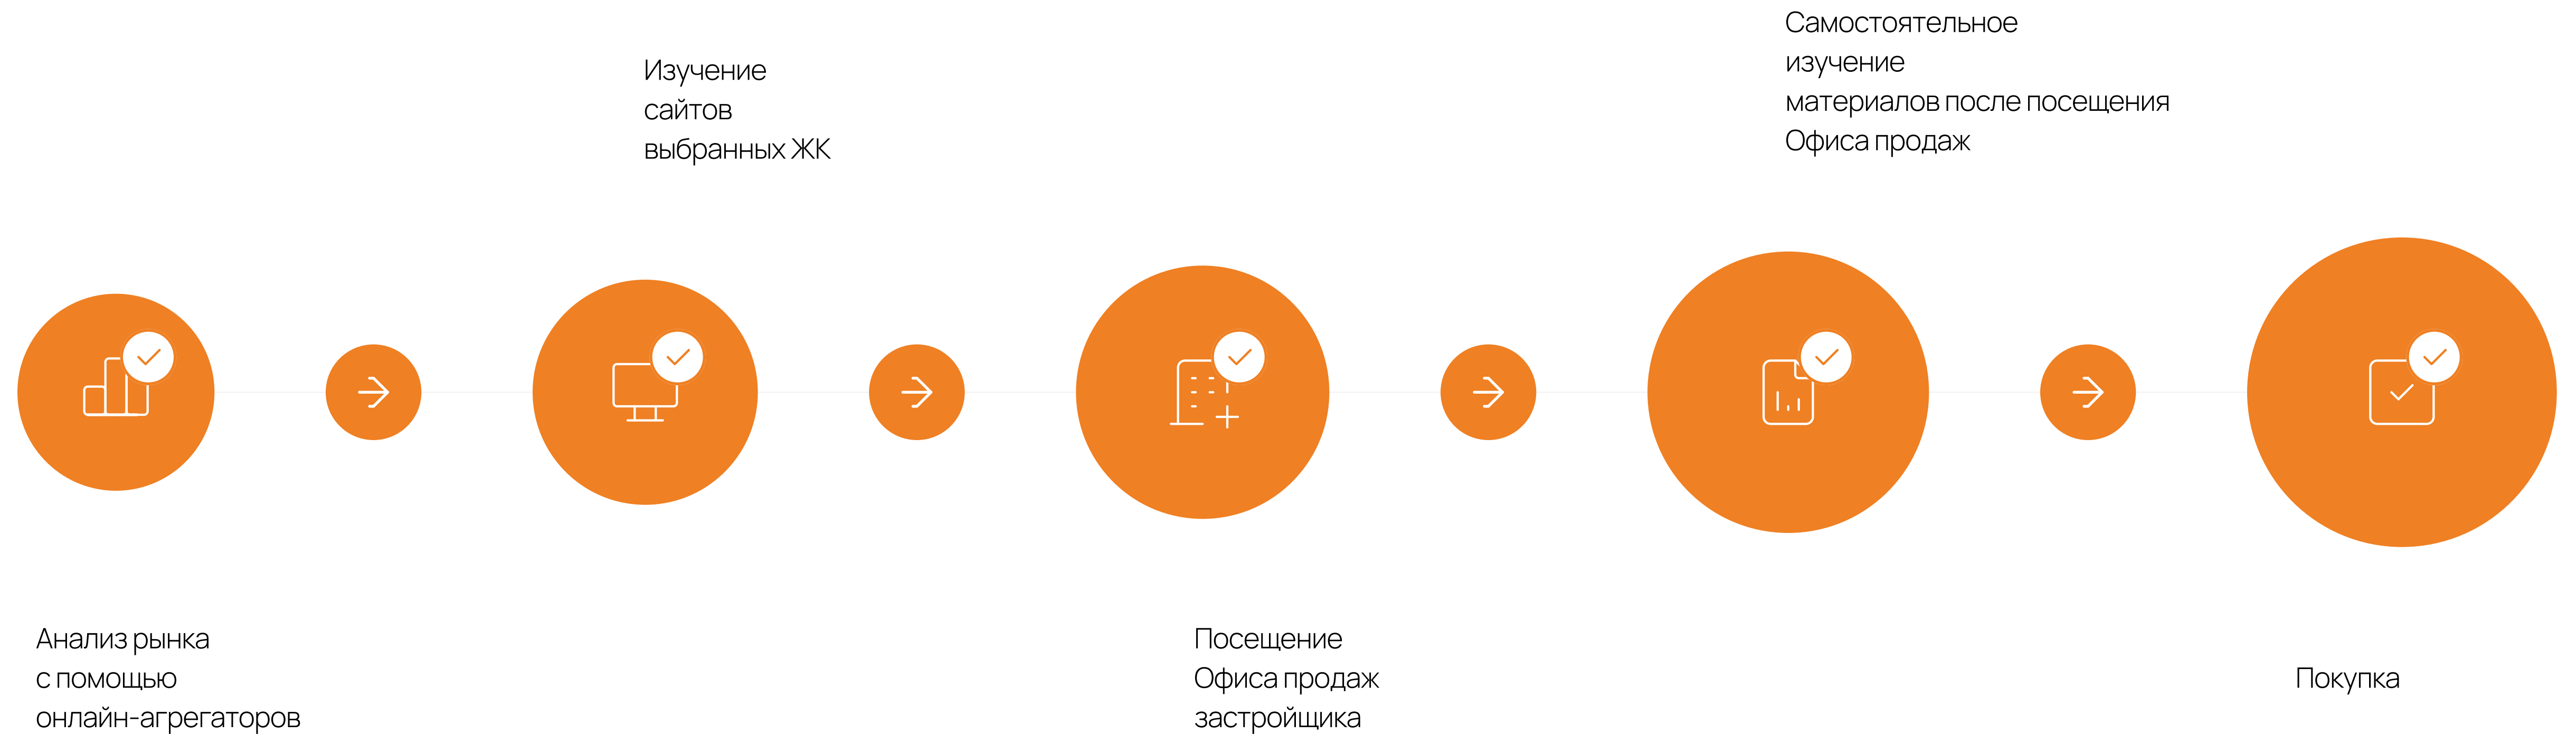 Анализ рынка
с помощью
онлайн-агрегаторов
Изучение
сайтов
выбранных ЖК
Посещение
Офиса продаж
застройщика
Самостоятельное
изучение
материалов после посещения
Офиса продаж
Покупка